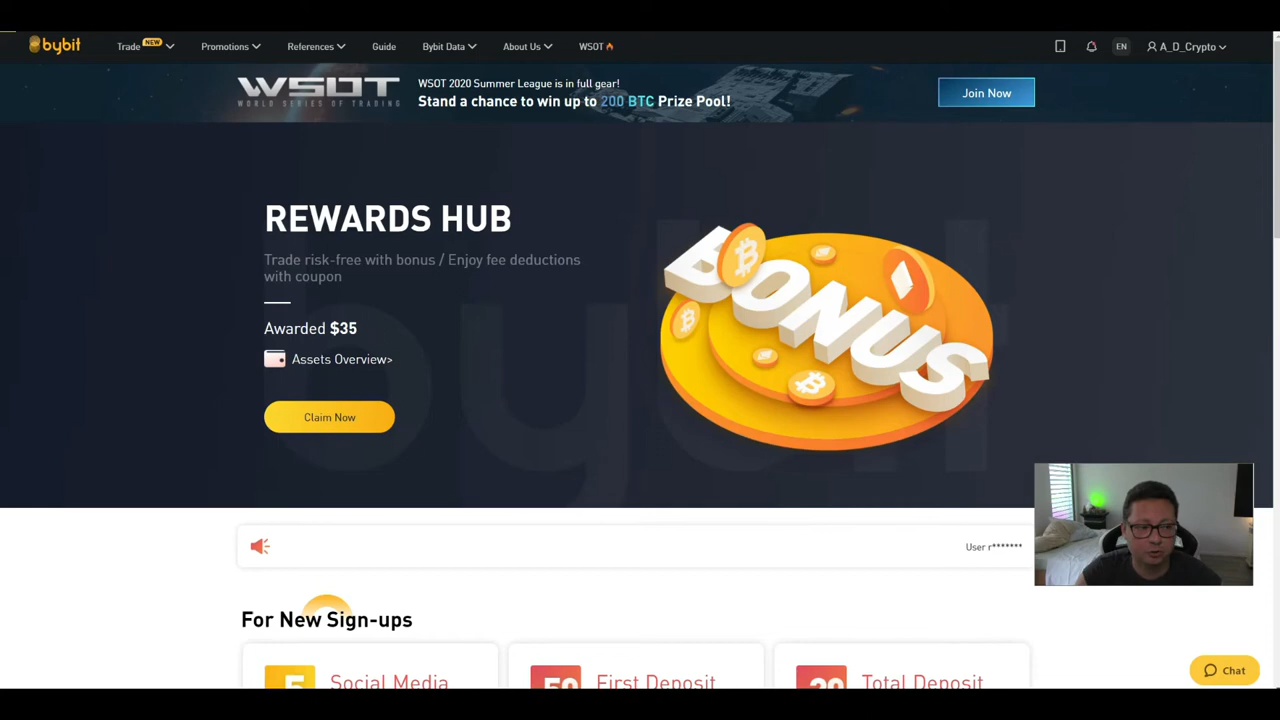 bybit
Trade NEW Promotions References Guide Bybit Data About Us WSOT EN A_D_Crypto
WSOT
WORLD SERIES OF TRADING
WSOT 2020 Summer League is in full gear!
Stand a chance to win up to 200 BTC Prize Pool!
Join Now
REWARDS HUB
Trade risk-free with bonus / Enjoy fee deductions
with coupon
Awarded $35
Assets Overview>
Claim Now
BONUS
bybit
User r*******
For New Sign-ups
5 Social Media
50 First Deposit
Total Deposit
Chat